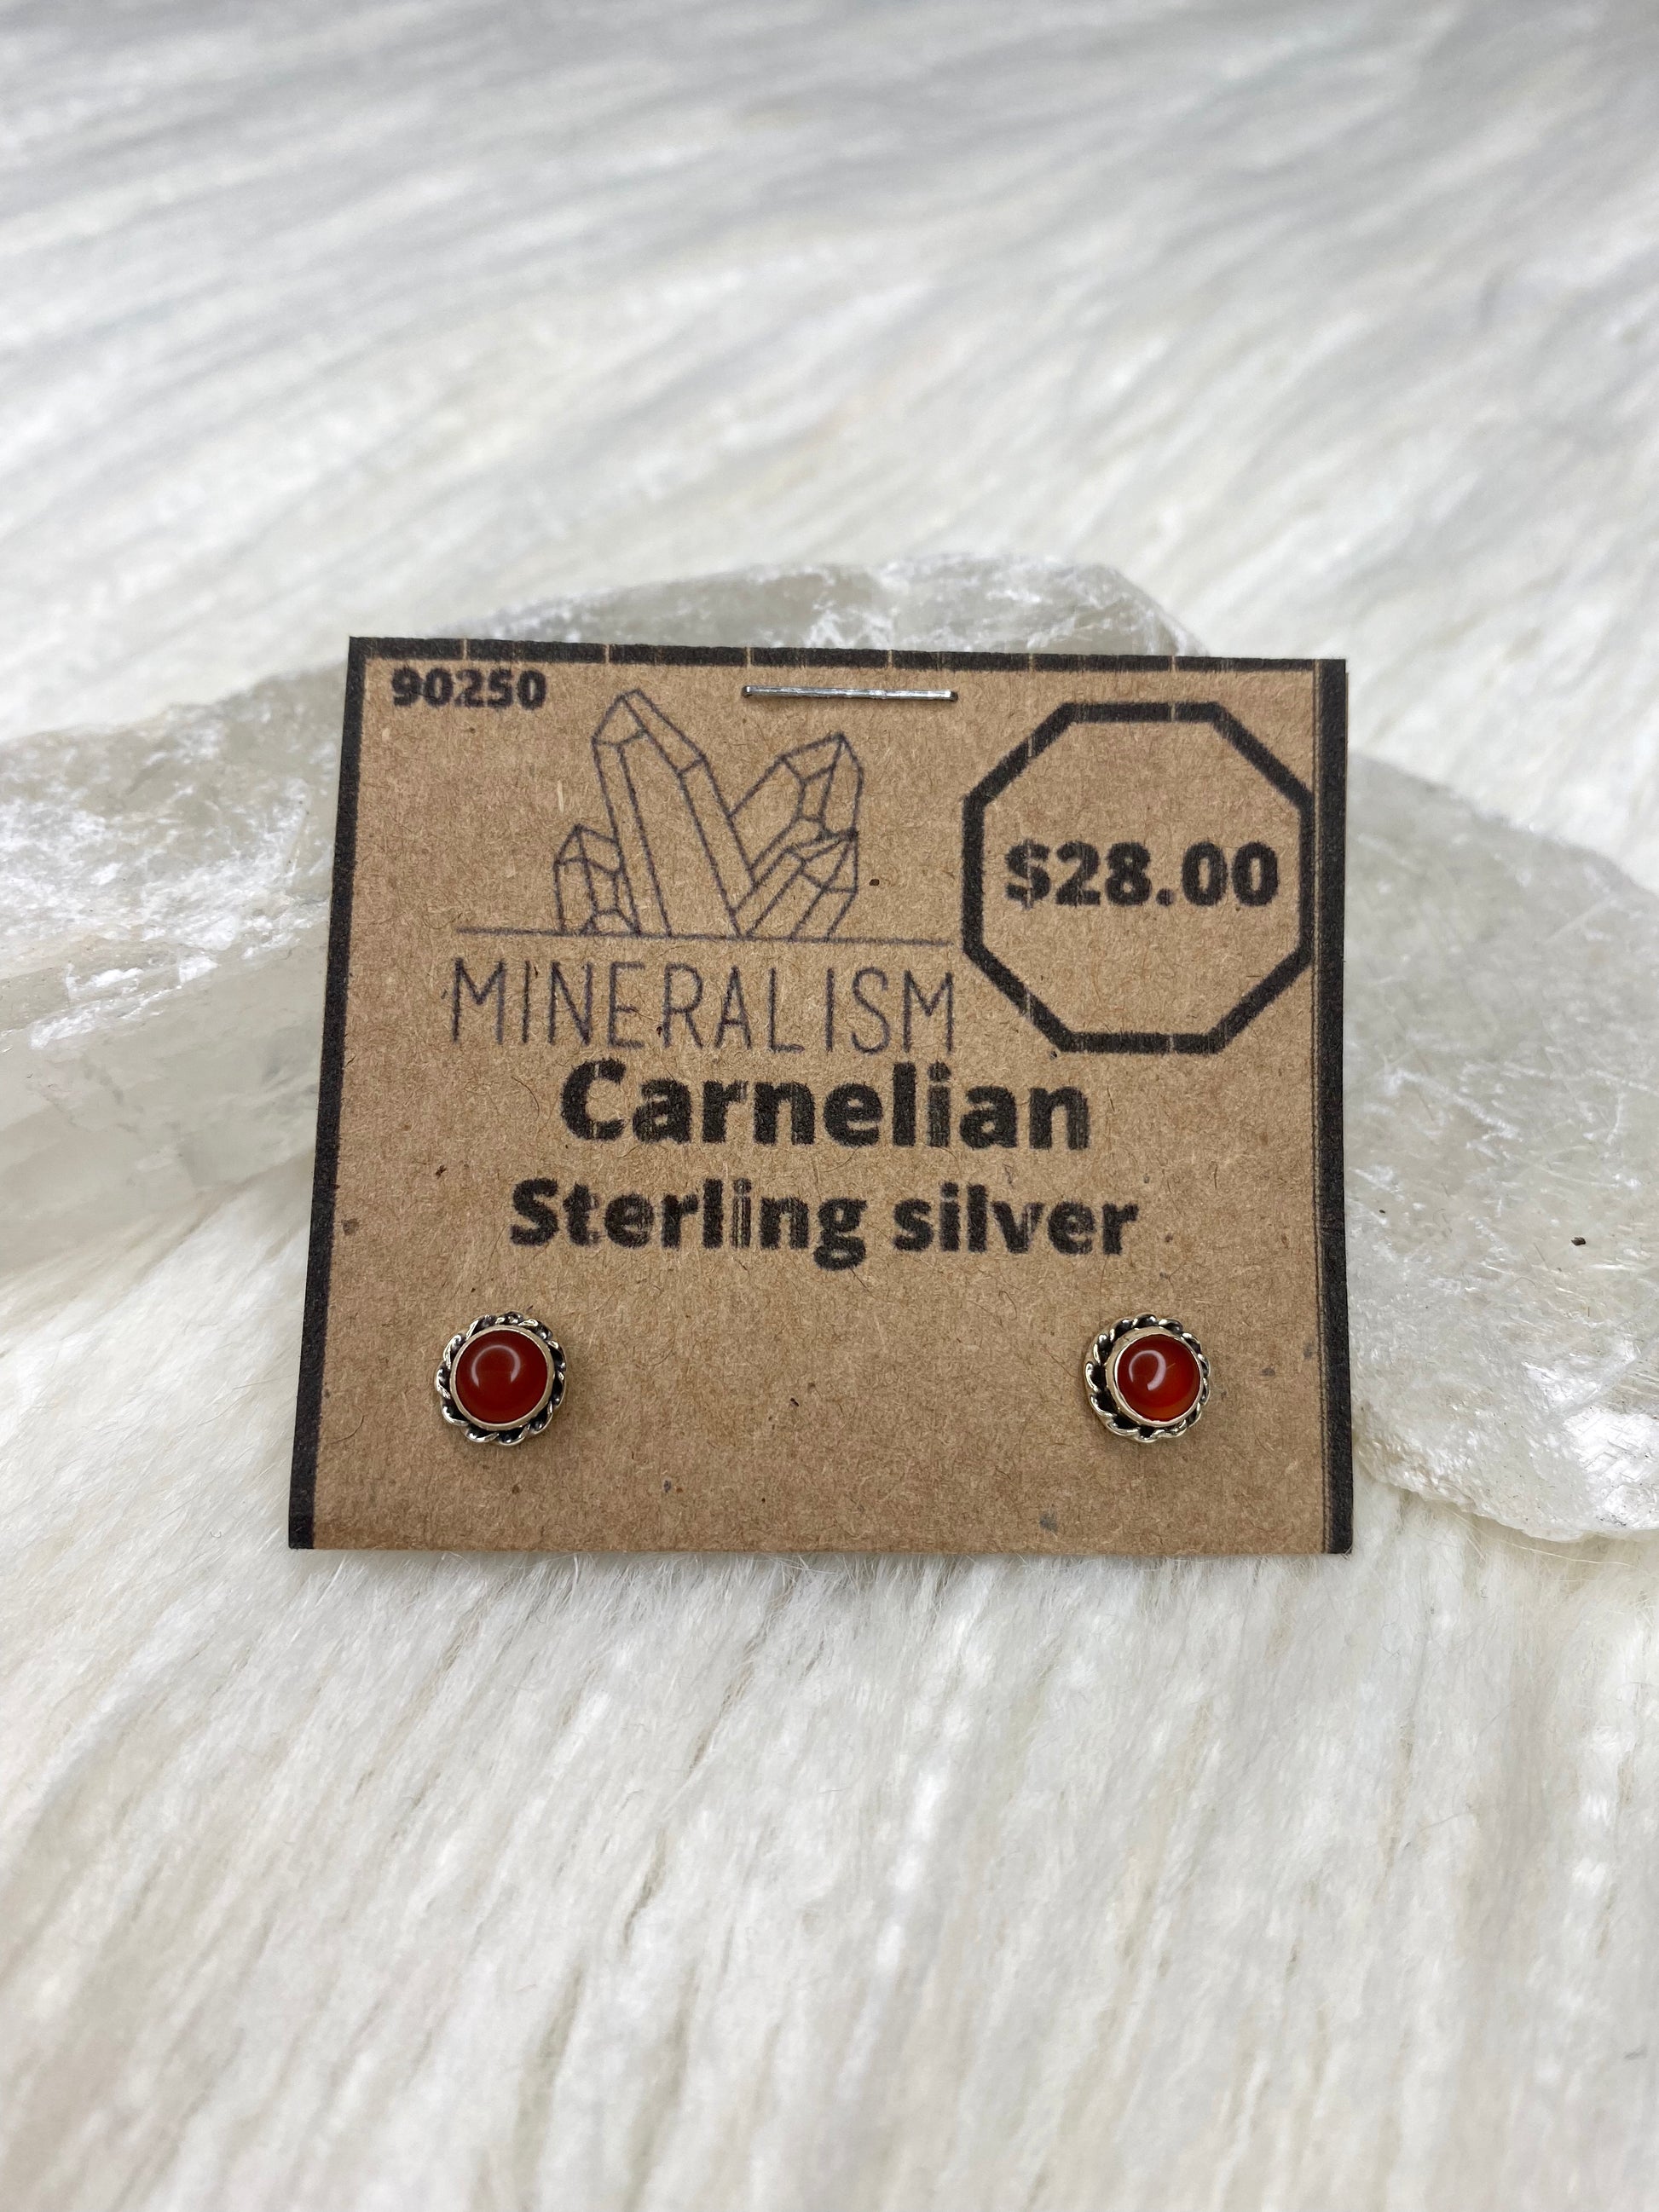 90250
$28.00
MINERALISM
Carnelian
Sterling silver